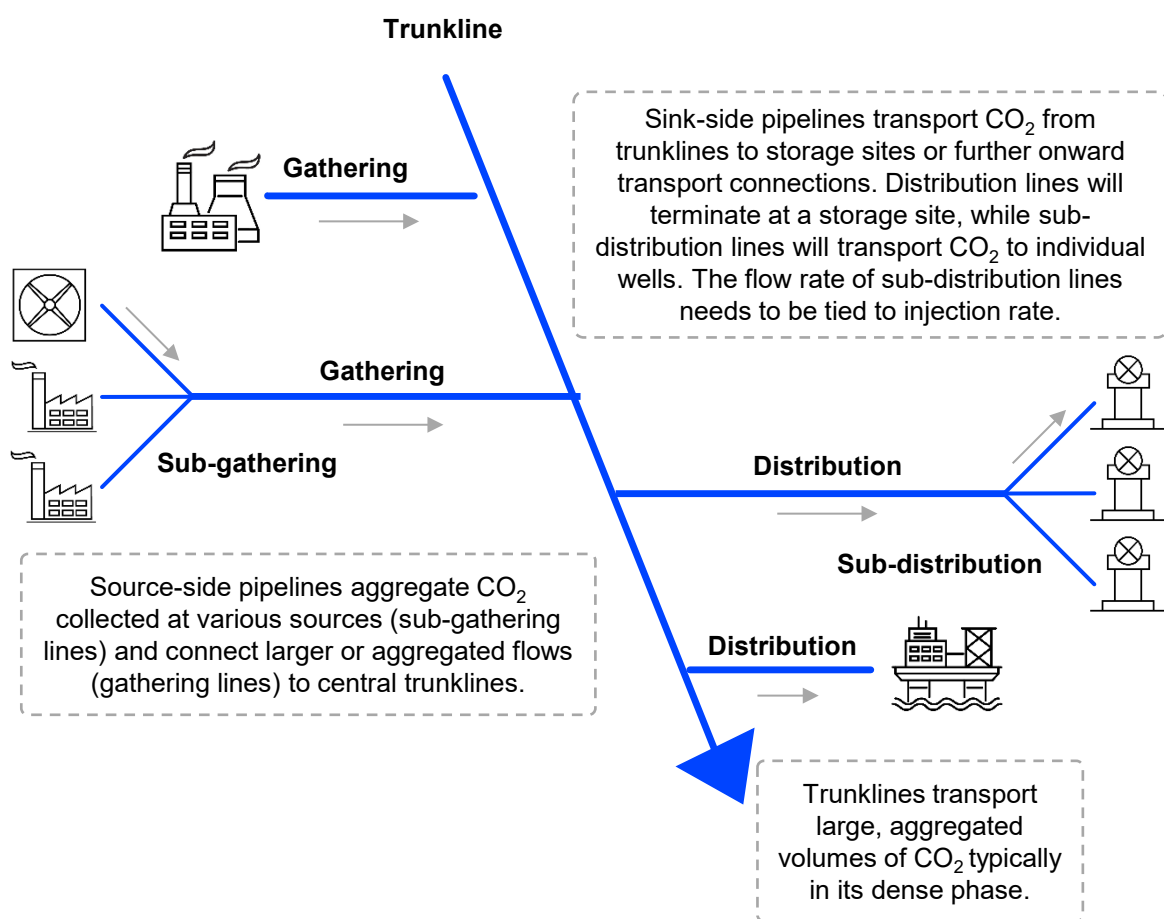 Trunkline
Sink-side pipelines transport CO₂ from
trunklines to storage sites or further onward
transport connections. Distribution lines will
terminate at a storage site, while sub-
distribution lines will transport CO₂ to individual
wells. The flow rate of sub-distribution lines
needs to be tied to injection rate.
Gathering
Gathering
Sub-gathering
Distribution
Sub-distribution
Source-side pipelines aggregate CO₂
collected at various sources (sub-gathering
lines) and connect larger or aggregated flows
(gathering lines) to central trunklines.
Distribution
Trunklines transport
large, aggregated
volumes of CO₂ typically
in its dense phase.